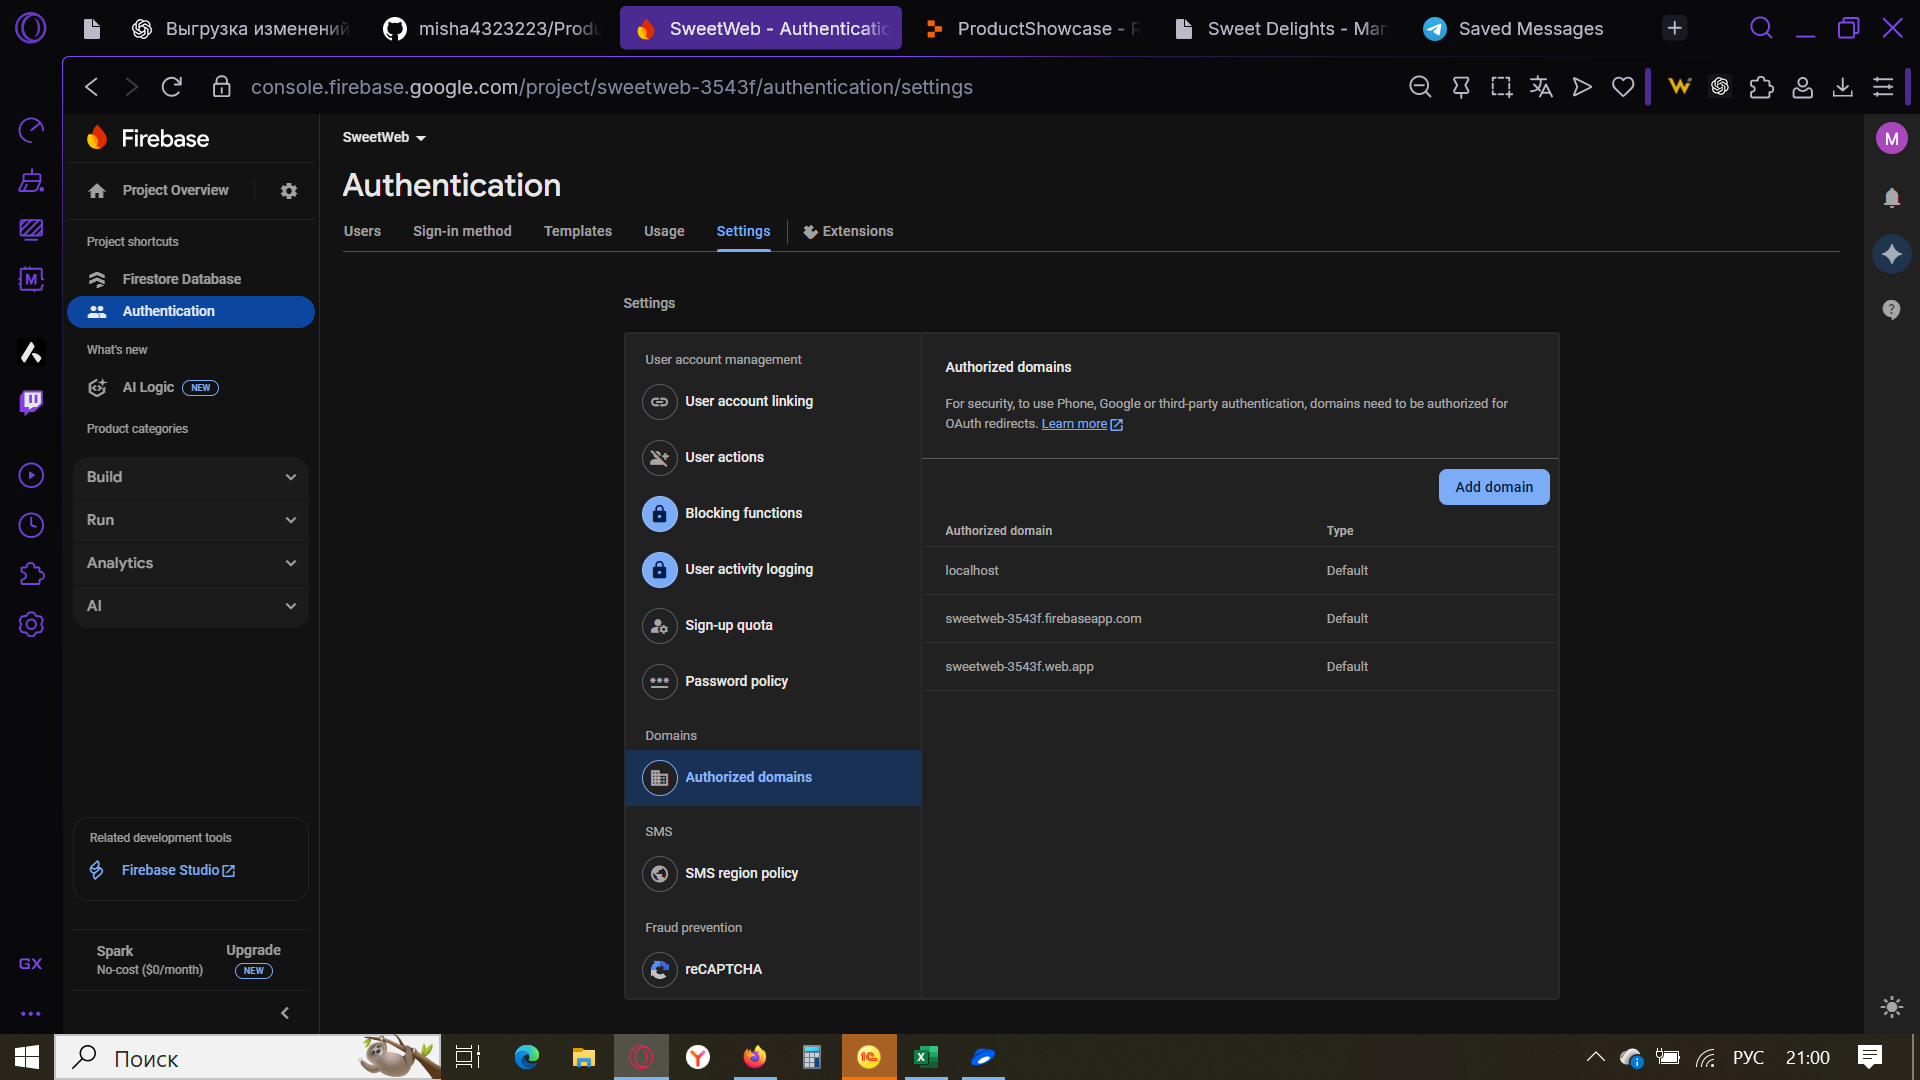 Выгрузка изменений
misha4323223/Produ
SweetWeb - Authenticatio
ProductShowcase - R
Sweet Delights - Mar
Saved Messages
console.firebase.google.com/project/sweetweb-3543f/authentication/settings
Firebase
Project Overview
Project shortcuts
Firestore Database
Authentication
What's new
AI Logic NEW
Product categories
Build
Run
Analytics
AI
Related development tools
Firebase Studio
Spark
No-cost ($0/month)
Upgrade
NEW
GX
SweetWeb
Authentication
Users Sign-in method Templates Usage Settings Extensions
Settings
User account management
User account linking
User actions
Blocking functions
User activity logging
Sign-up quota
Password policy
Domains
Authorized domains
SMS
SMS region policy
Fraud prevention
reCAPTCHA
Authorized domains
For security, to use Phone, Google or third-party authentication, domains need to be authorized for
OAuth redirects. Learn more
Add domain
Authorized domain Type
localhost Default
sweetweb-3543f.firebaseapp.com Default
sweetweb-3543f.web.app Default
M
Поиск
РУС
21:00